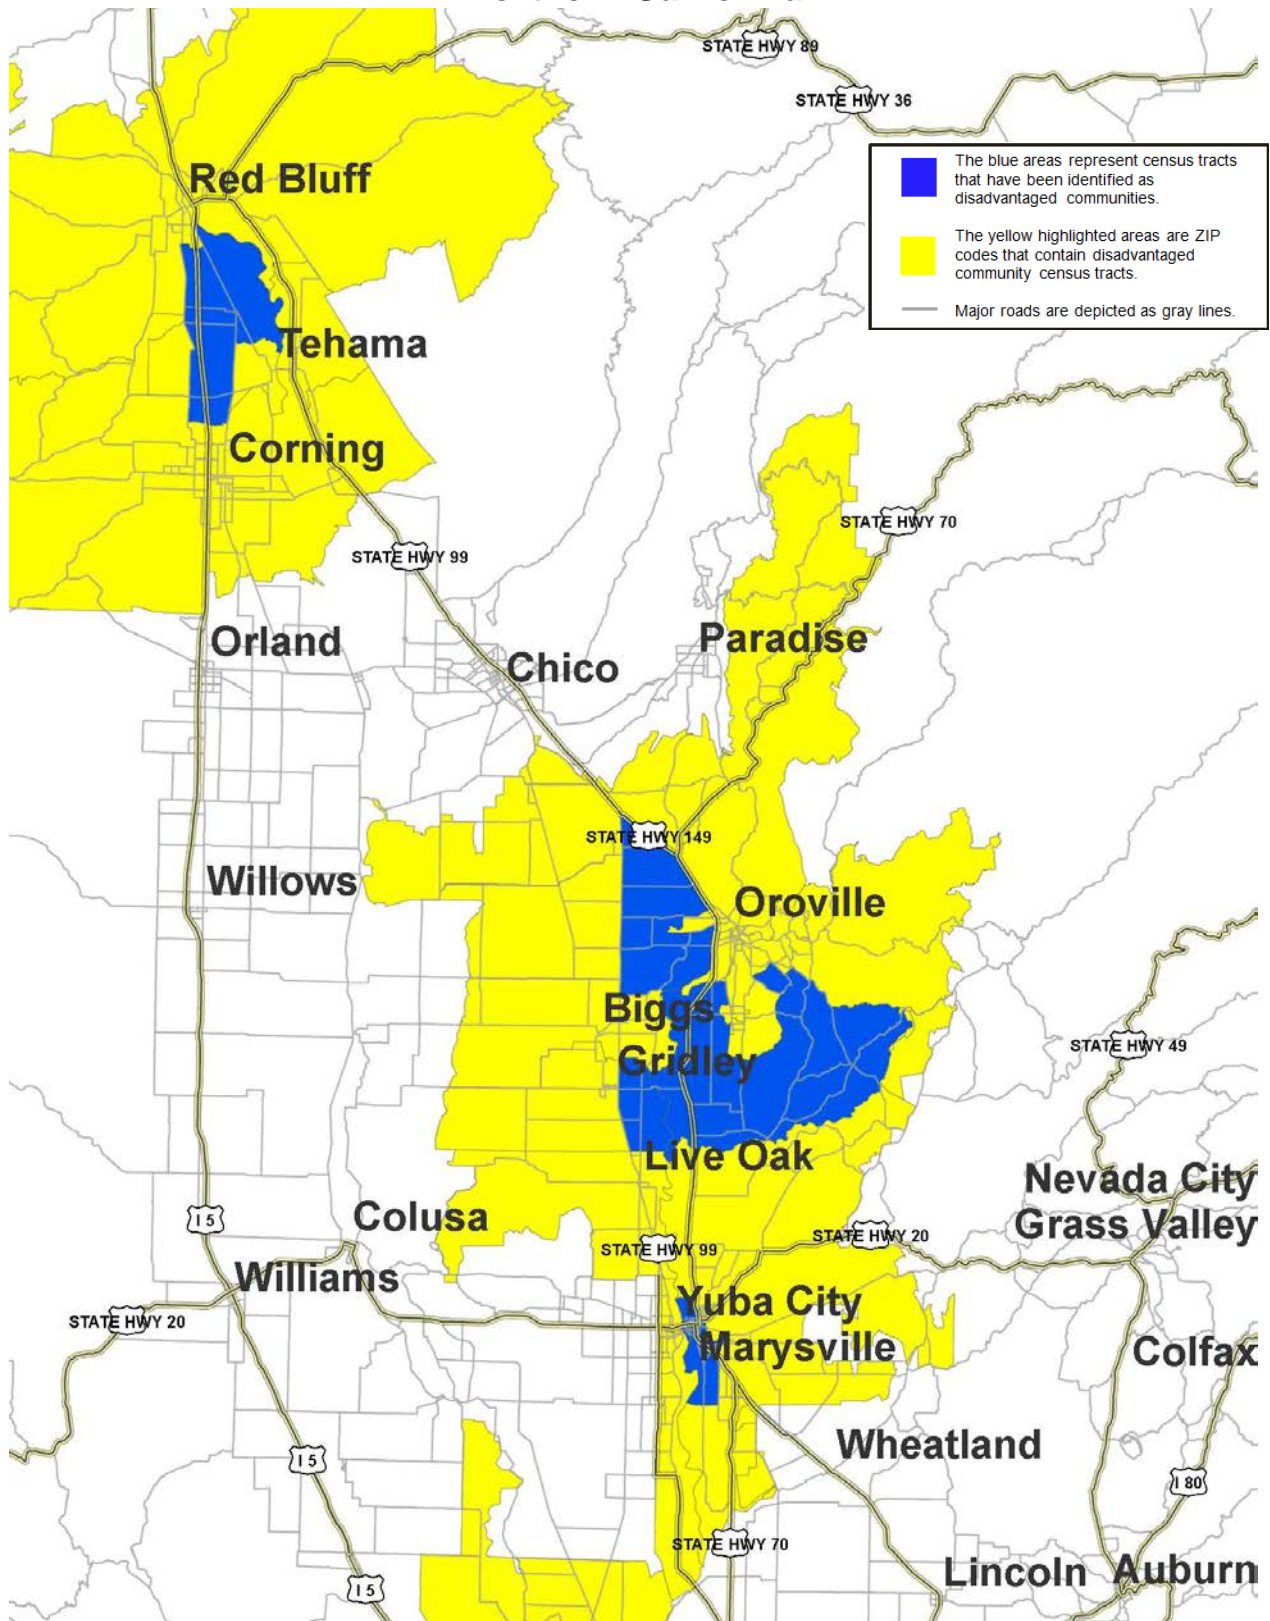 STATE HWY 89
STATE HWY 36
The blue areas represent census tracts
that have been identified as
disadvantaged communities.
The yellow highlighted areas are ZIP
codes that contain disadvantaged
community census tracts.
Major roads are depicted as gray lines.
Red Bluff
Tehama
Corning
STATE HWY 70
STATE HWY 99
Orland
Paradise
Chico
STATE HWY 149
Willows
Oroville
Biggs
STATE HWY 49
Gridley
Live Oak
Nevada City
I 5
Colusa
Grass Valley
STATE HWY 99
STATE HWY 20
Williams
Yuba City
STATE HWY 20
Marysville
Colfax
Wheatland
I 5
I 80
STATE HWY 70
Lincoln
Auburn
I 5